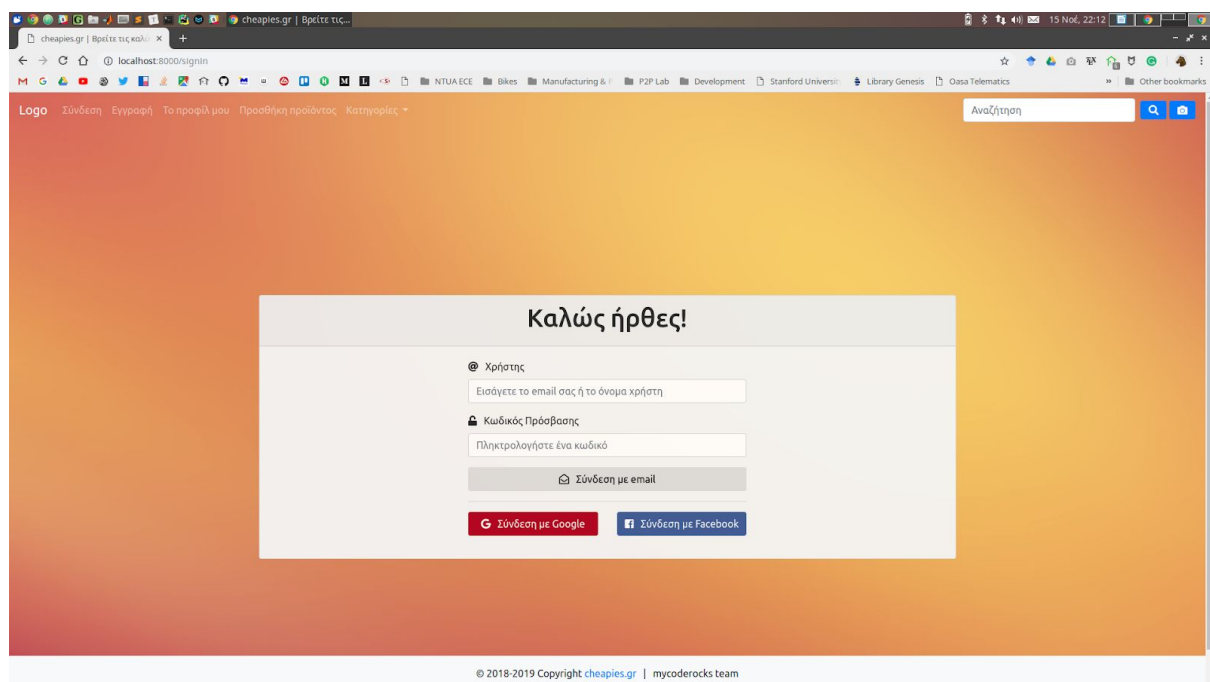 cheapies.gr | Βρείτε τις...
15 Νοέ, 22:12
cheapies.gr | Βρείτε τις καλύ
localhost:8000/signin
NTUA ECE Bikes Manufacturing & P2P Lab Development Stanford Universit Library Genesis Oasa Telematics » Other bookmarks
Logo Σύνδεση Εγγραφή Το προφίλ μου Προσθήκη προϊόντος Κατηγορίες Αναζήτηση
Καλώς ήρθες!
@ Χρήστης
Εισάγετε το email σας ή το όνομα χρήστη
Κωδικός Πρόσβασης
Πληκτρολογήστε ένα κωδικό
Σύνδεση με email
Σύνδεση με Google Σύνδεση με Facebook
© 2018-2019 Copyright cheapies.gr | mycoderocks team